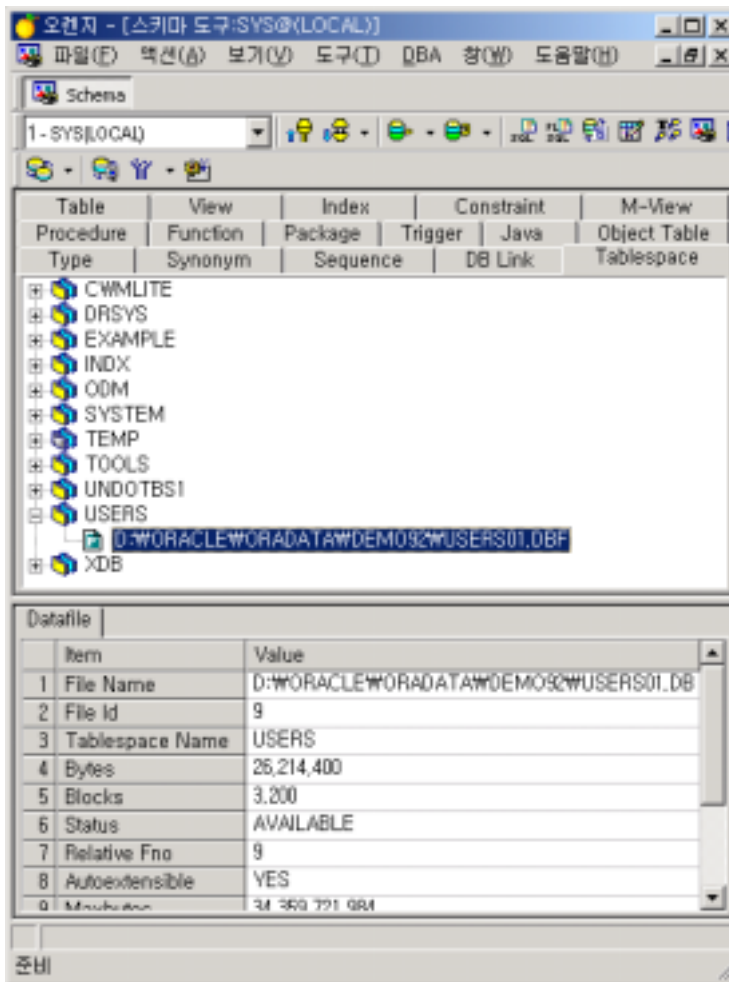 오렌지 - [스키마 도구:SYS@(LOCAL)]
파일(F) 액션(A) 보기(V) 도구(T) DBA 창(W) 도움말(H)
Schema
1 - SYS(LOCAL)
Table View Index Constraint M-View
Procedure Function Package Trigger Java Object Table
Type Synonym Sequence DB Link Tablespace
CWMLITE
DRSYS
EXAMPLE
INDX
ODM
SYSTEM
TEMP
TOOLS
UNDOTBS1
USERS
D:₩ORACLE₩ORADATA₩DEMO92₩USERS01.DBF
XDB
Datafile
Item Value
1 File Name D:₩ORACLE₩ORADATA₩DEMO92₩USERS01.DB
2 File Id 9
3 Tablespace Name USERS
4 Bytes 26,214,400
5 Blocks 3,200
6 Status AVAILABLE
7 Relative Fno 9
8 Autoextensible YES
9 Maxbytes 34,359,721,984
준비